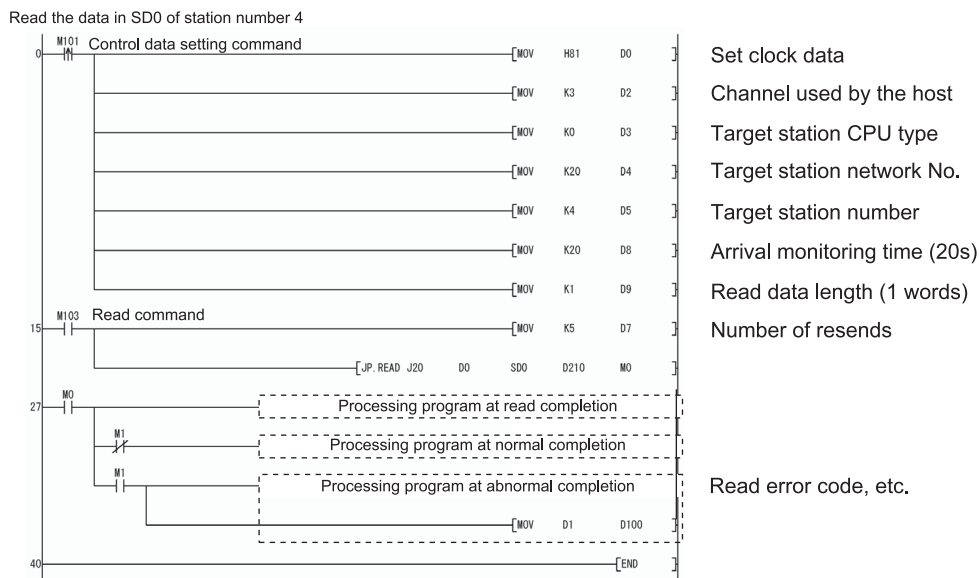 Read the data in SD0 of station number 4
M101 Control data setting command
0 [MOV H81 D0 ] Set clock data
[MOV K3 D2 ] Channel used by the host
[MOV K0 D3 ] Target station CPU type
[MOV K20 D4 ] Target station network No.
[MOV K4 D5 ] Target station number
[MOV K20 D8 ] Arrival monitoring time (20s)
[MOV K1 D9 ] Read data length (1 words)
M103 Read command
15 [MOV K5 D7 ] Number of resends
[JP.READ J20 D0 SD0 D210 M0 ]
M0
27 Processing program at read completion
M1
Processing program at normal completion
M1
Processing program at abnormal completion Read error code, etc.
[MOV D1 D100 ]
40 [END ]